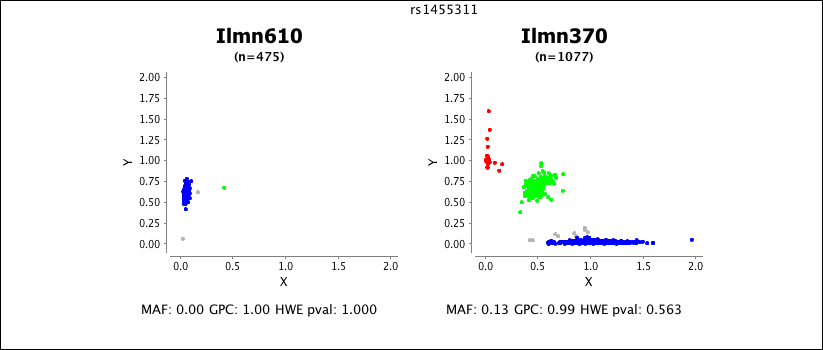 rs1455311
Ilmn610
(n=475)
2.00
1.75
1.50
1.25
1.00
0.75
0.50
0.25
0.00
Y
0.0 0.5 1.0 1.5 2.0
X
MAF: 0.00 GPC: 1.00 HWE pval: 1.000
Ilmn370
(n=1077)
2.00
1.75
1.50
1.25
1.00
0.75
0.50
0.25
0.00
Y
0.0 0.5 1.0 1.5 2.0
X
MAF: 0.13 GPC: 0.99 HWE pval: 0.563